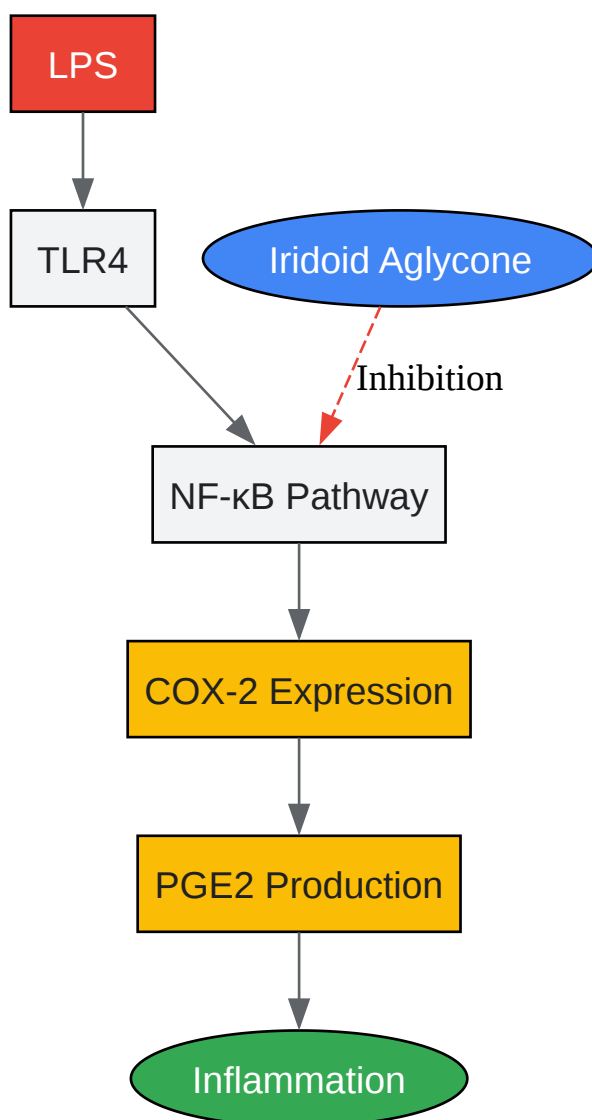 LPS
TLR4
Iridoid Aglycone
Inhibition
NF-κB Pathway
COX-2 Expression
PGE2 Production
Inflammation